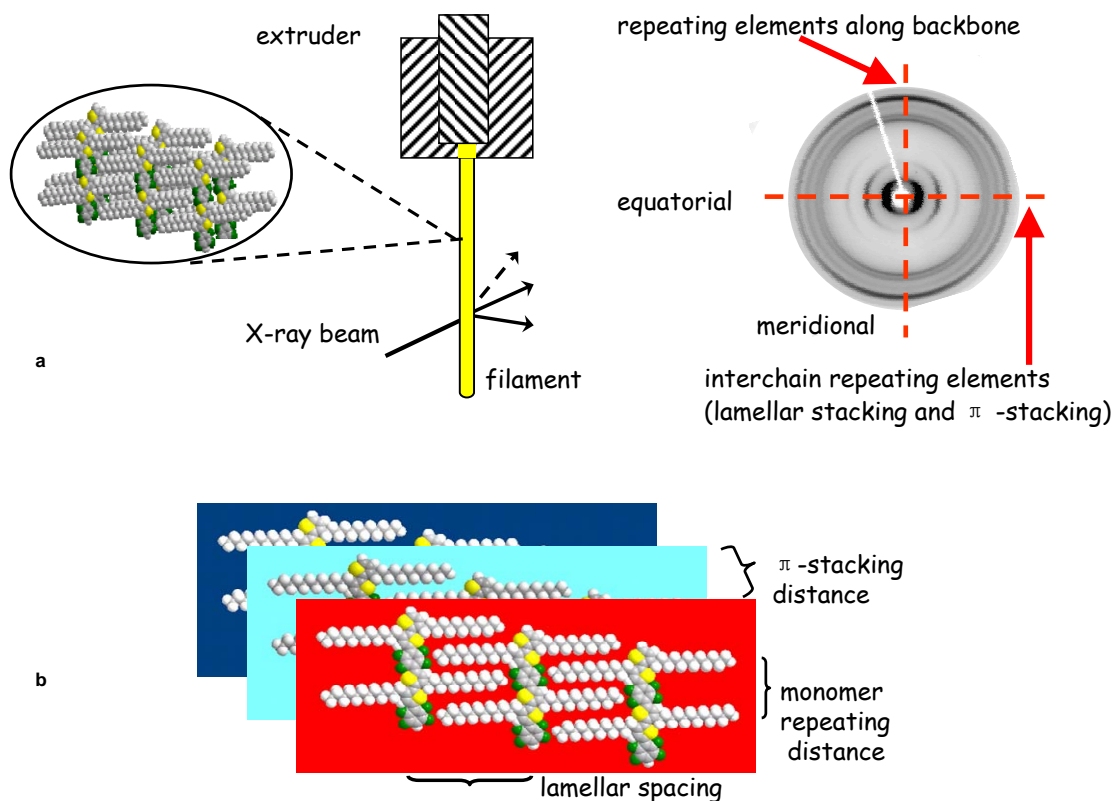 extruder
repeating elements along backbone
equatorial
X-ray beam
meridional
a
filament
interchain repeating elements
(lamellar stacking and π -stacking)
π -stacking
distance
b
monomer
repeating
distance
lamellar spacing